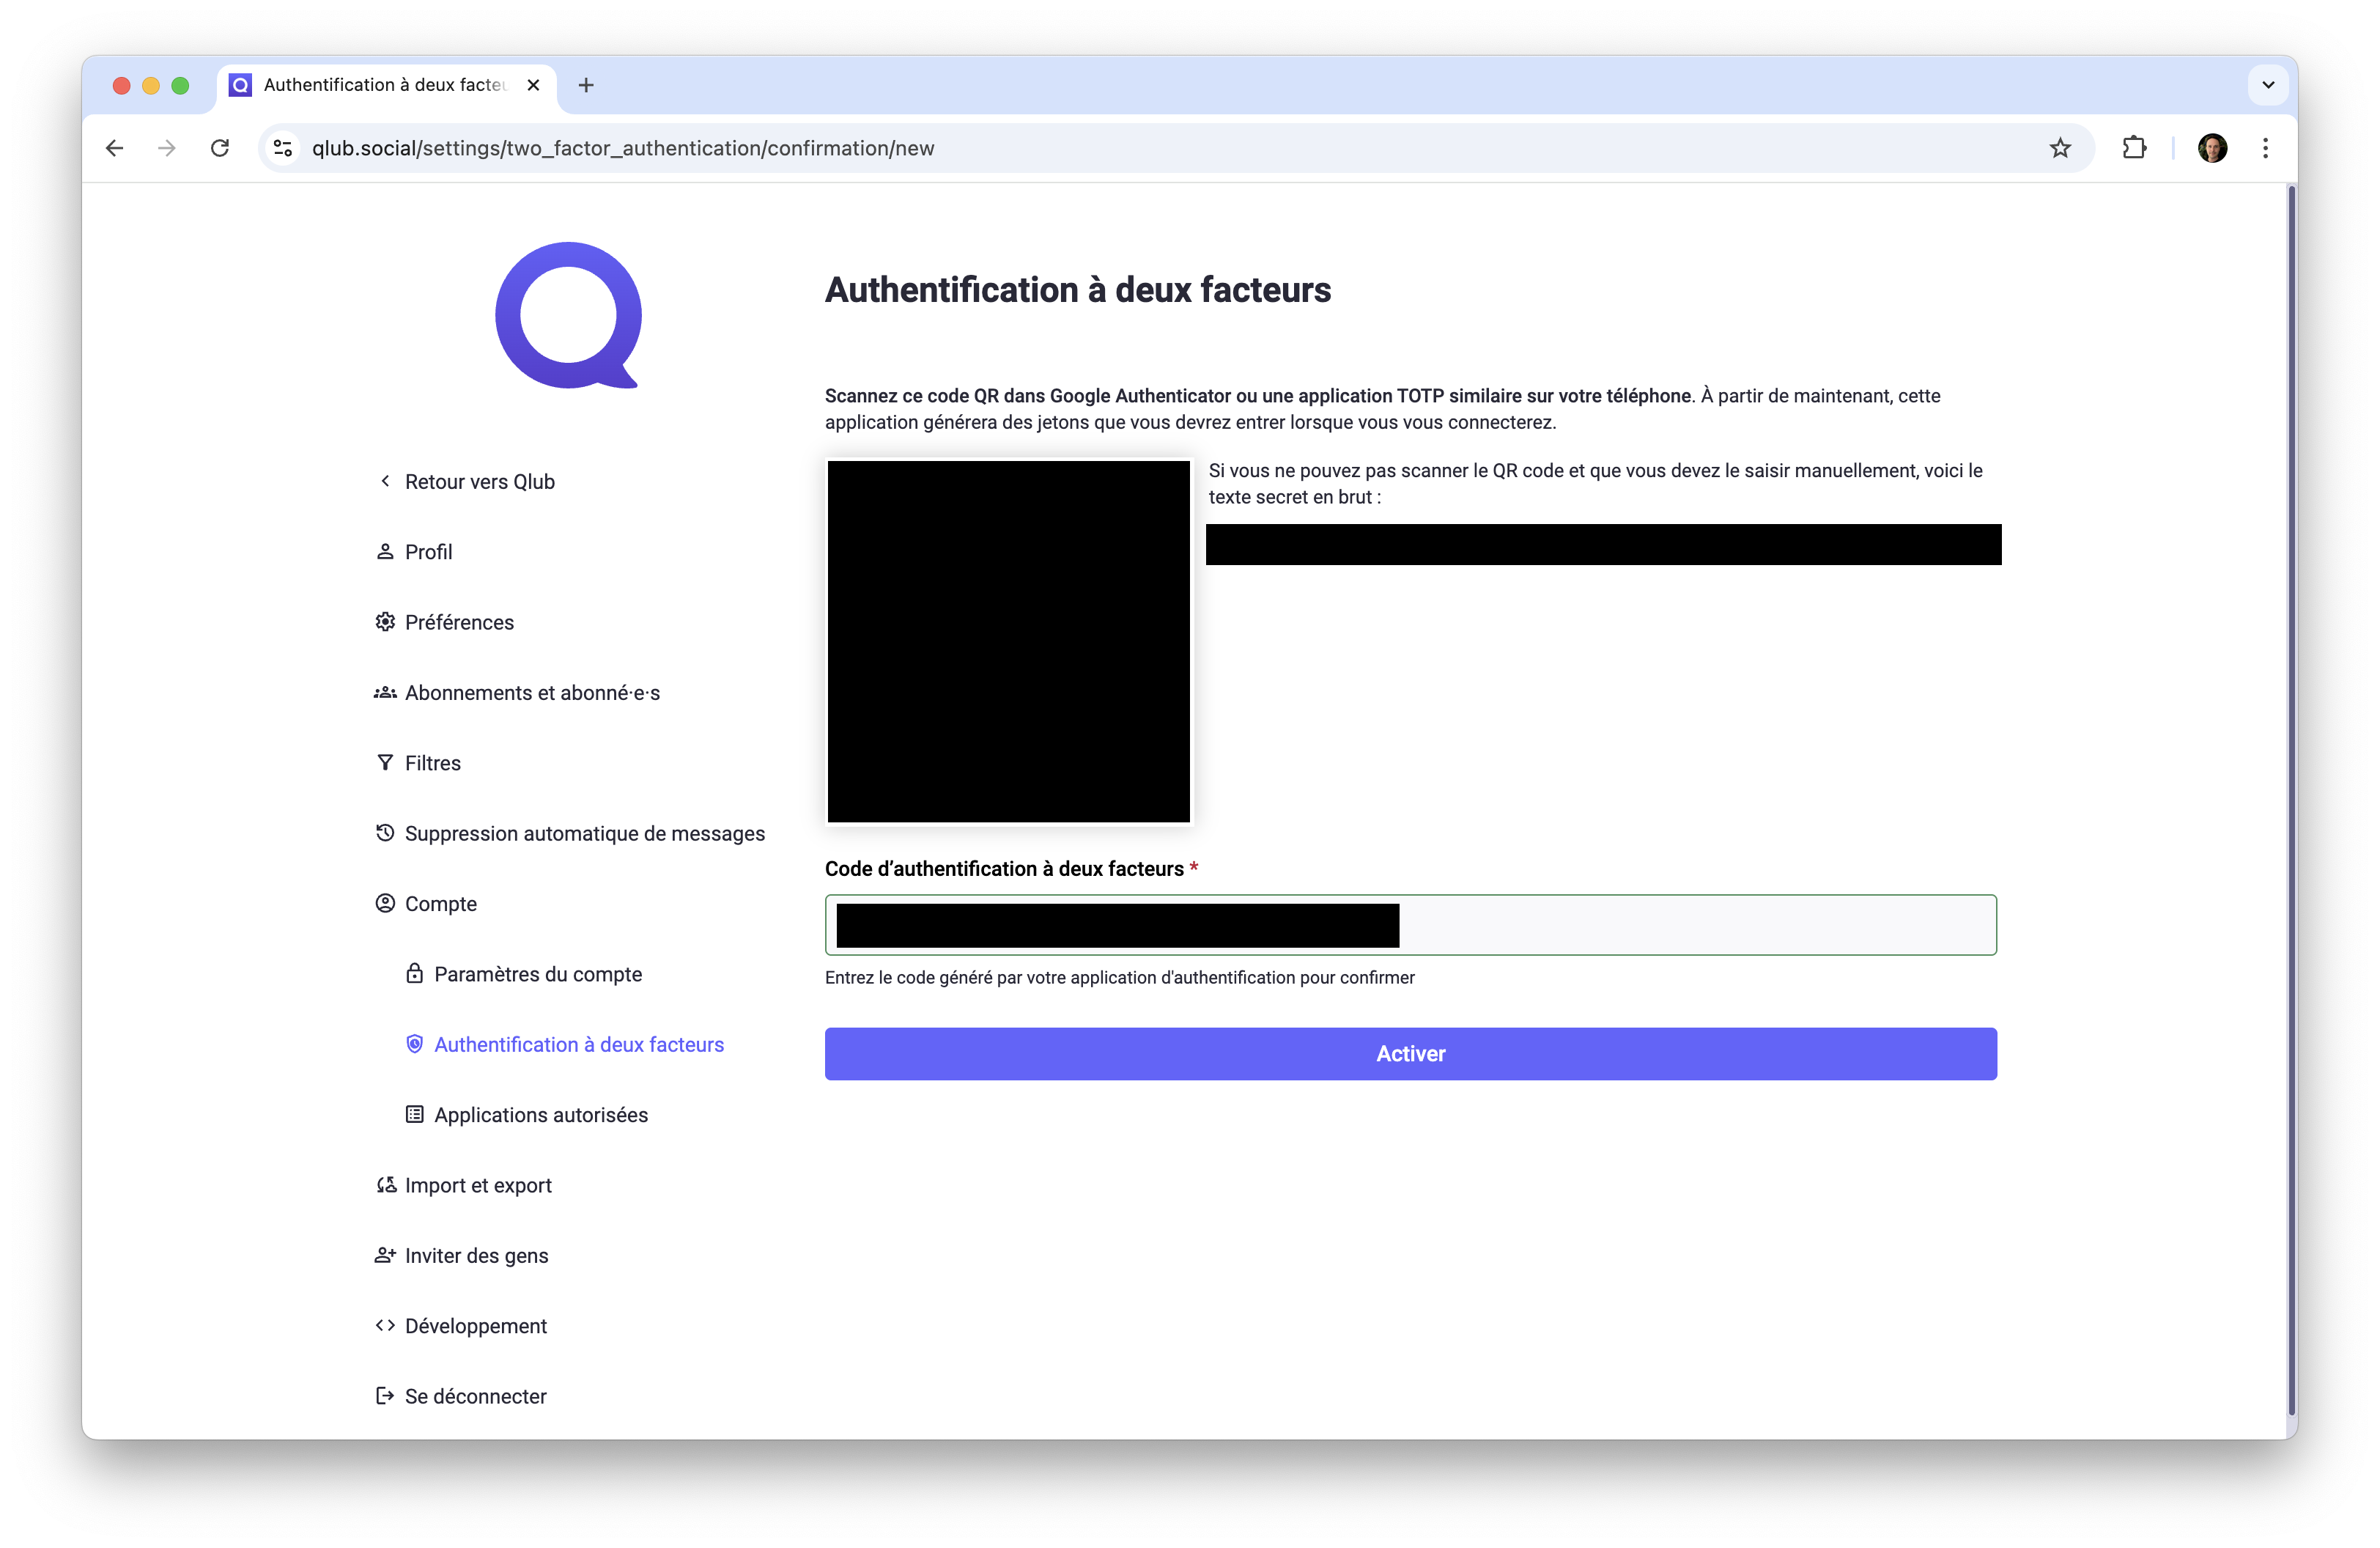 Authentification à deux facteu
qlub.social/settings/two_factor_authentication/confirmation/new
Retour vers Qlub
Profil
Préférences
Abonnements et abonné·e·s
Filtres
Suppression automatique de messages
Compte
Paramètres du compte
Authentification à deux facteurs
Applications autorisées
Import et export
Inviter des gens
Développement
Se déconnecter
Authentification à deux facteurs
Scannez ce code QR dans Google Authenticator ou une application TOTP similaire sur votre téléphone. À partir de maintenant, cette
application générera des jetons que vous devrez entrer lorsque vous vous connecterez.
Si vous ne pouvez pas scanner le QR code et que vous devez le saisir manuellement, voici le
texte secret en brut :
Code d’authentification à deux facteurs *
Entrez le code généré par votre application d'authentification pour confirmer
Activer